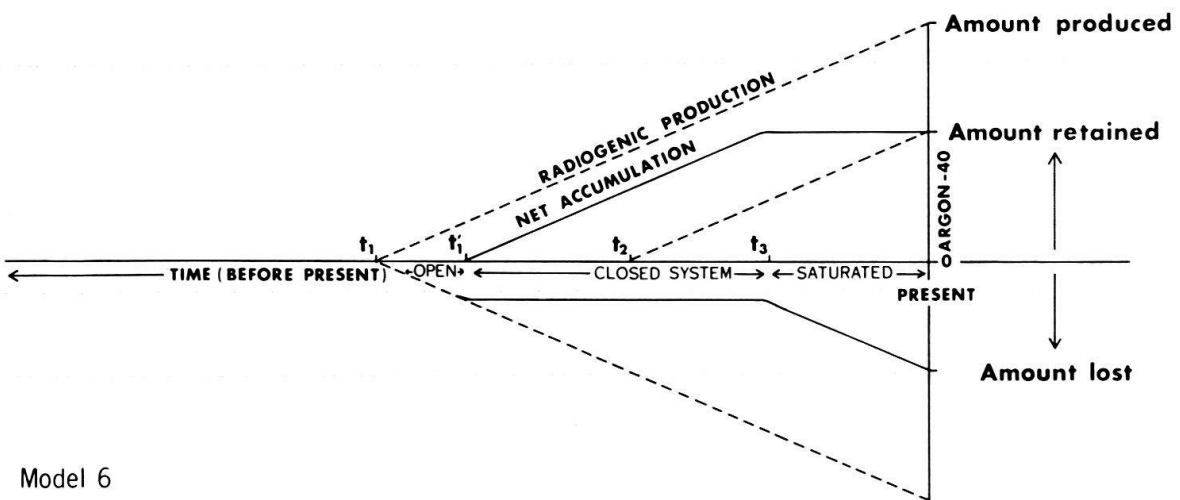 Amount produced
RADIOGENIC PRODUCTION
NET ACCUMULATION
Amount retained
ARGON-40
t₁
t₁′
t₂
t₃
0
TIME (BEFORE PRESENT)
OPEN
CLOSED SYSTEM
SATURATED
PRESENT
Amount lost
Model 6